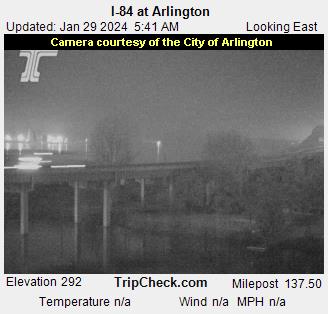 I-84 at Arlington
Updated: Jan 29 2024 5:41 AM Looking East
Camera courtesy of the City of Arlington
Elevation 292 TripCheck.com Milepost 137.50
Temperature n/a Wind n/a MPH n/a